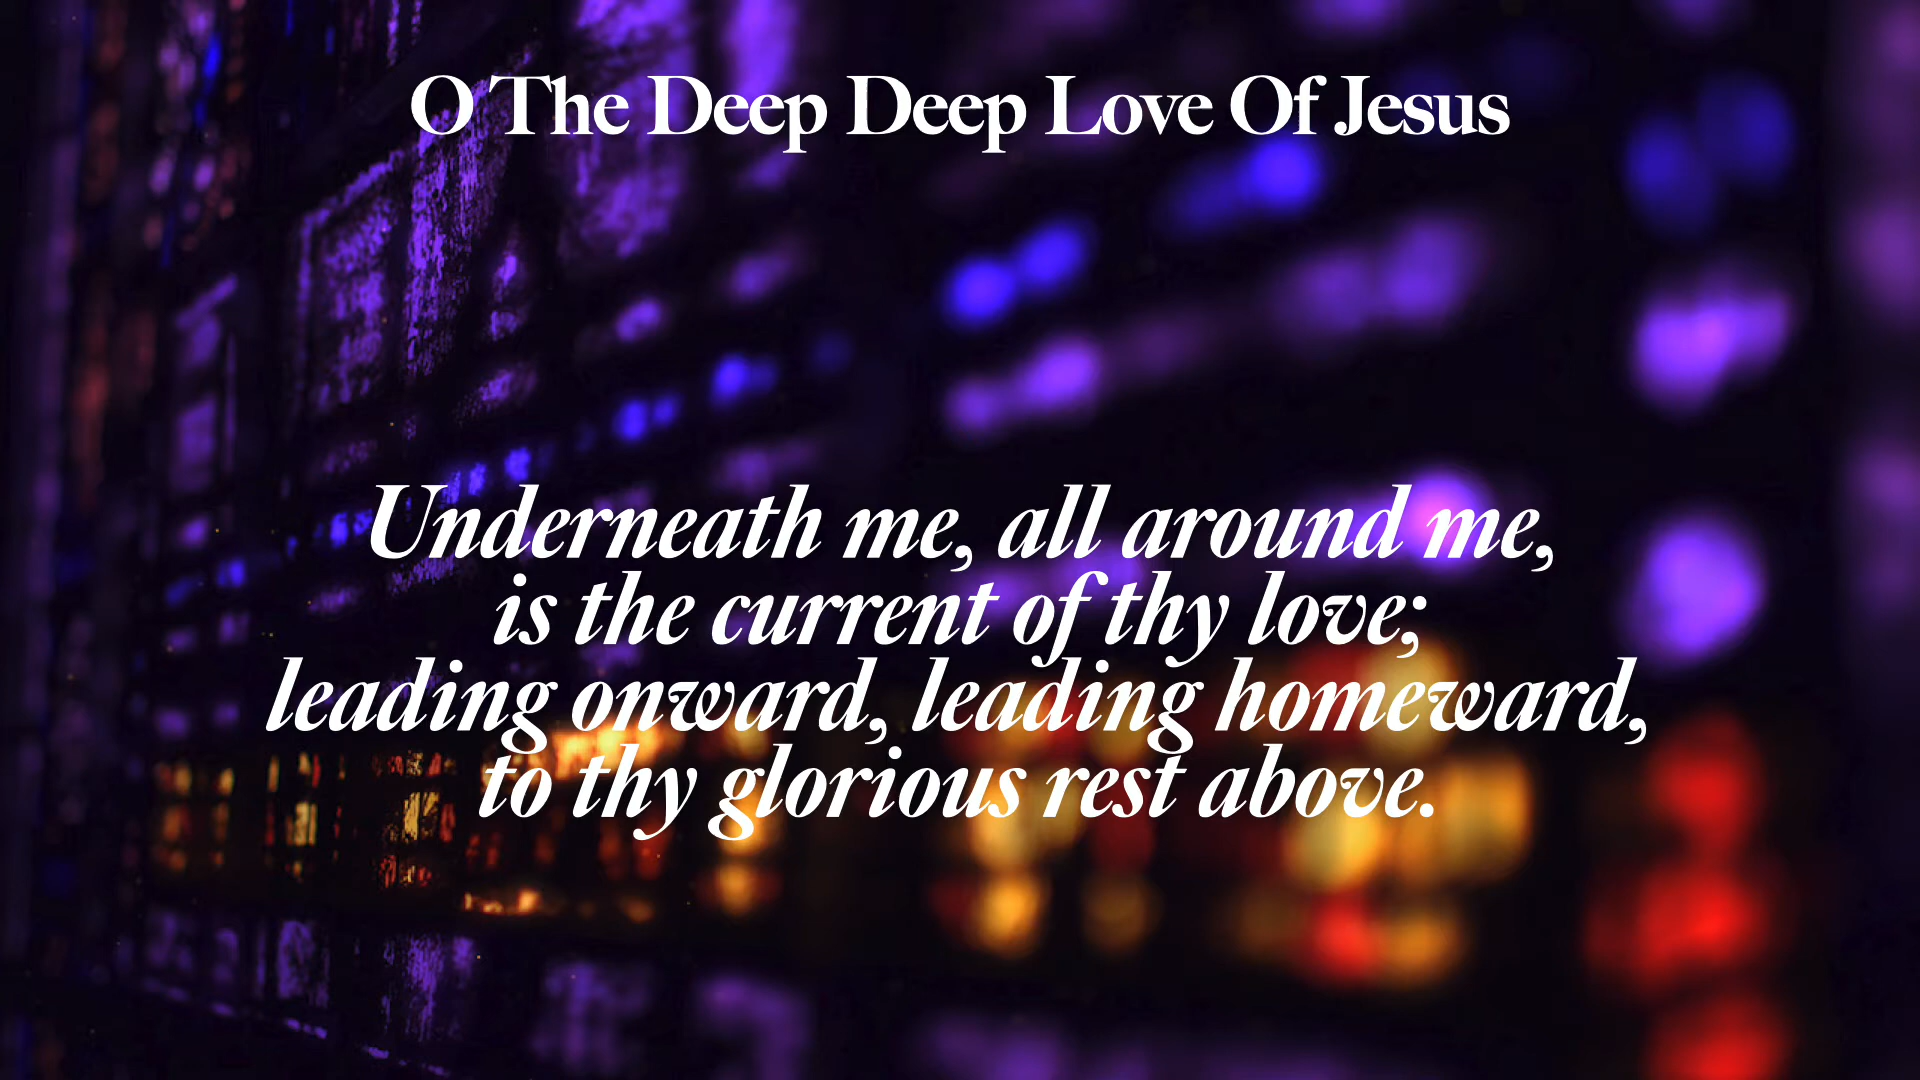 O The Deep Deep Love Of Jesus
Underneath me, all around me,
is the current of thy love;
leading onward, leading homeward,
to thy glorious rest above.